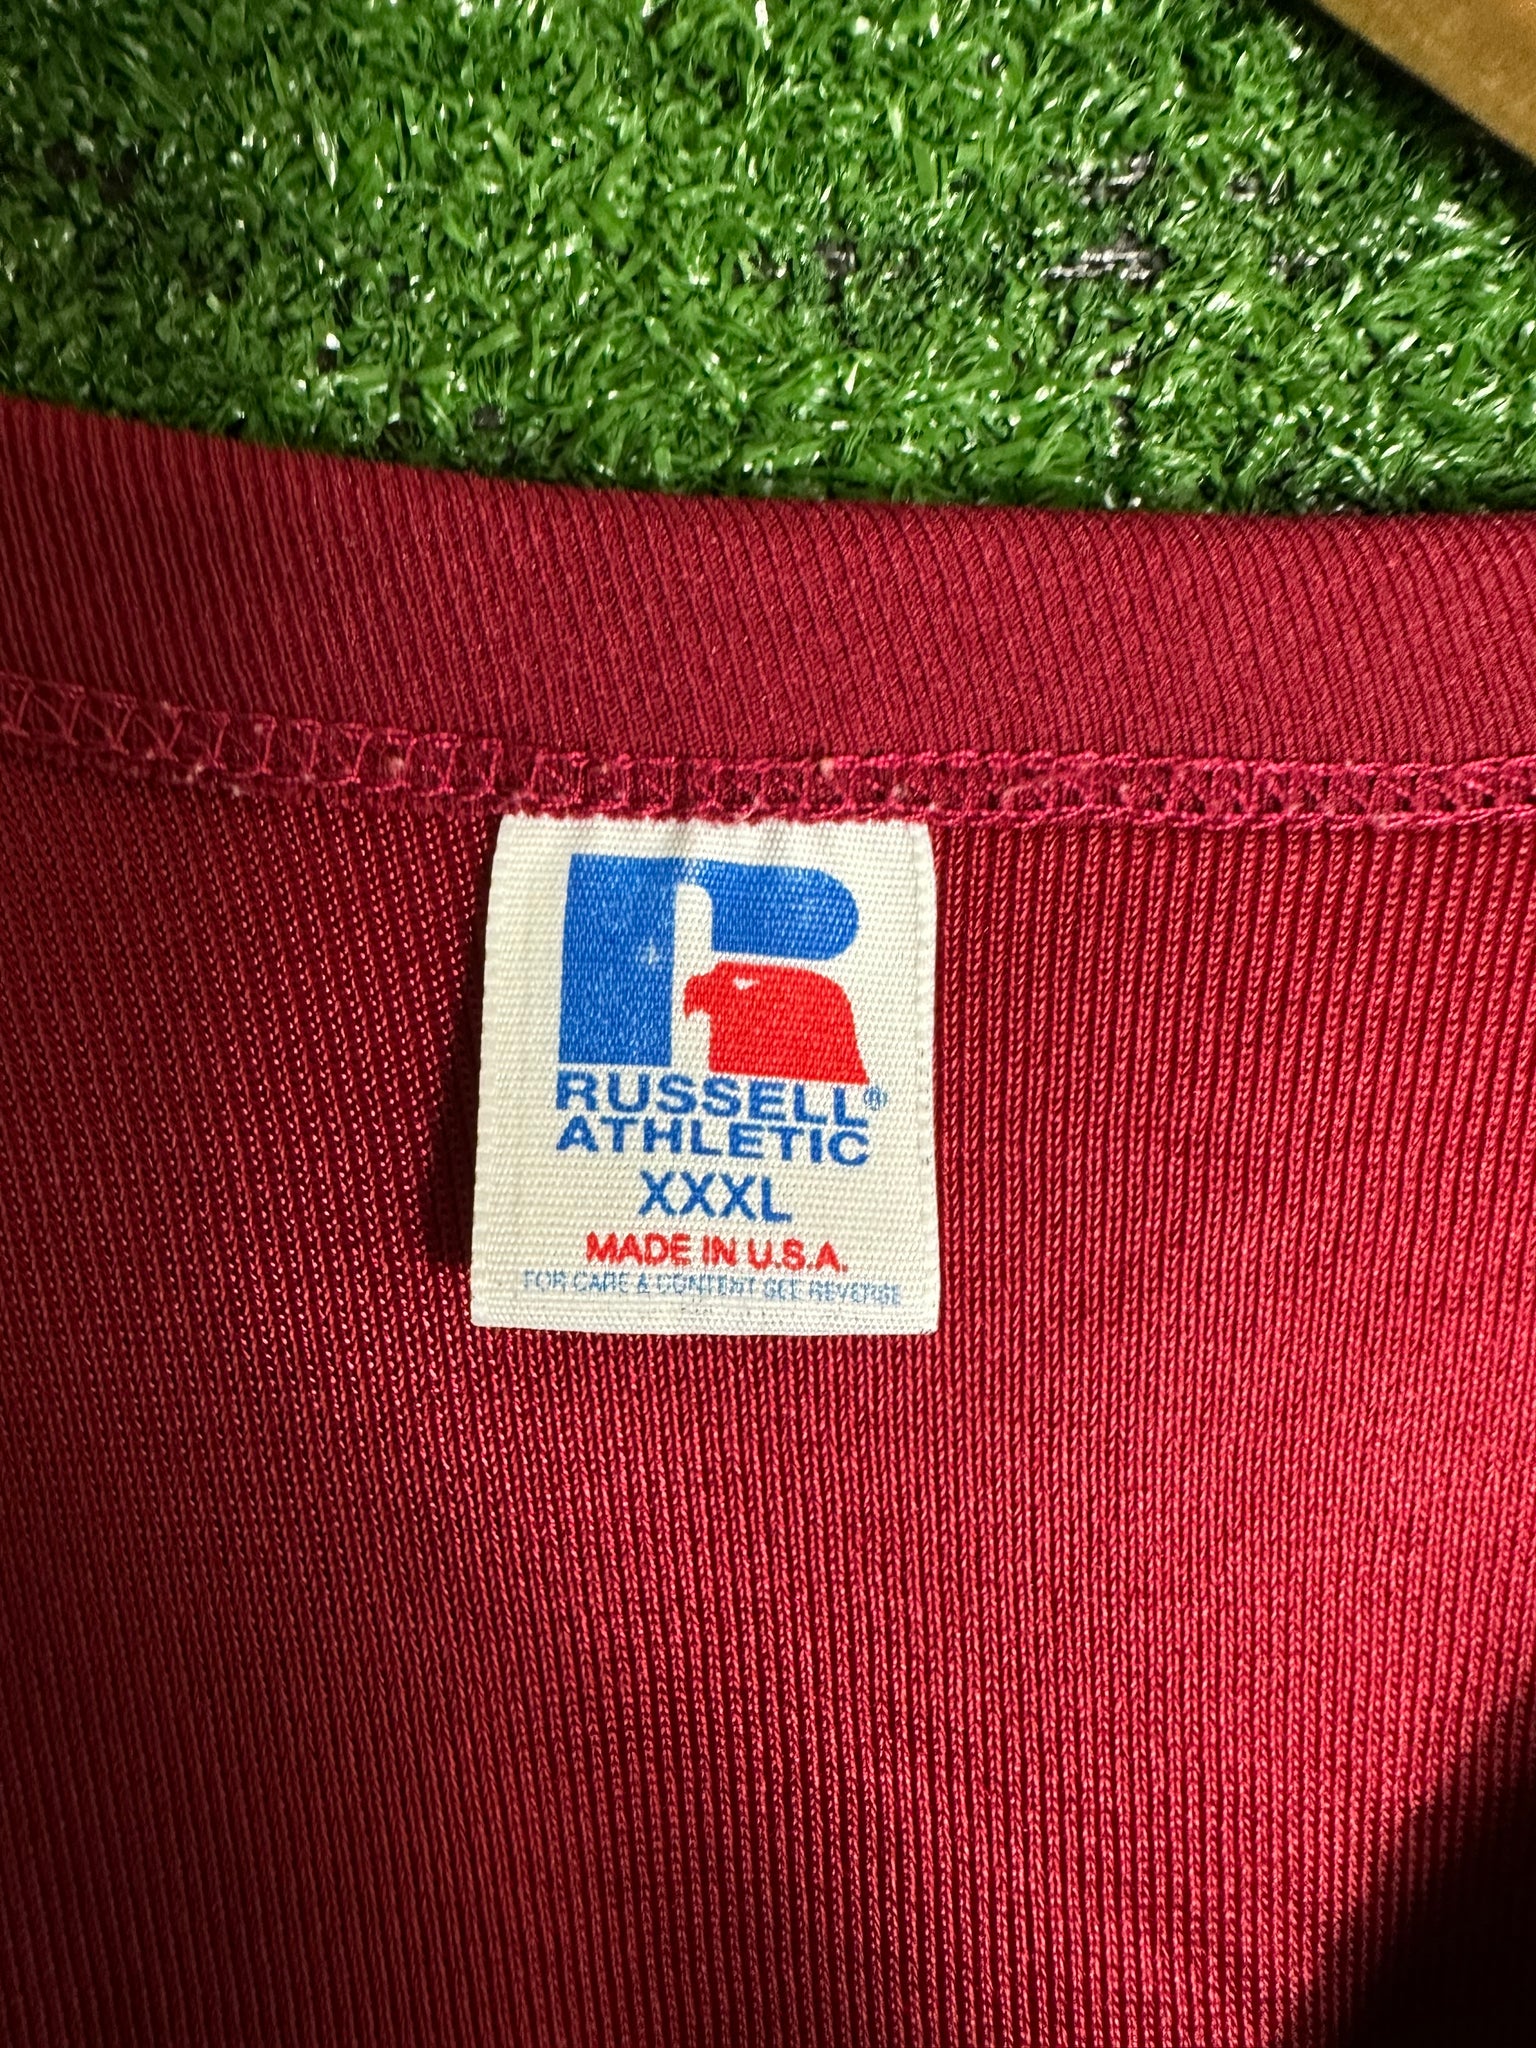 RUSSELL®
ATHLETIC
XXXL
MADE IN U.S.A.
FOR CARE & CONTENT SEE REVERSE